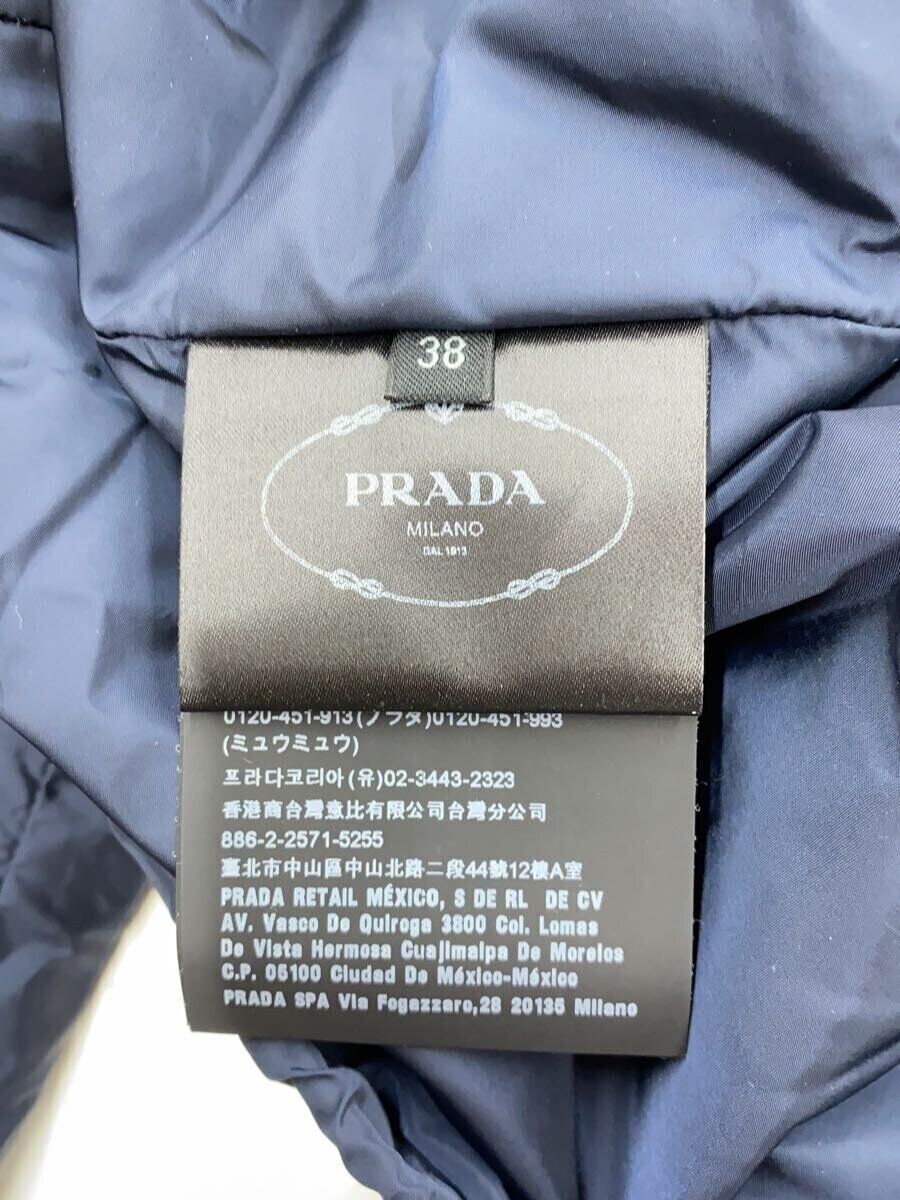 38
PRADA
MILANO
DAL 1913
0120-451-913(プラダ)0120-451-993
(ミュウミュウ)
프라다코리아(유)02-3443-2323
香港商台灣意比有限公司台灣分公司
886-2-2571-5255
臺北市中山區中山北路二段44號12樓A室
PRADA RETAIL MÉXICO, S DE RL DE CV
AV. Vasco De Quiroga 3800 Col. Lomas
De Vista Hermosa Cuajimalpa De Morelos
C.P. 05100 Ciudad De México-México
PRADA SPA Via Fogazzaro,28 20135 Milano